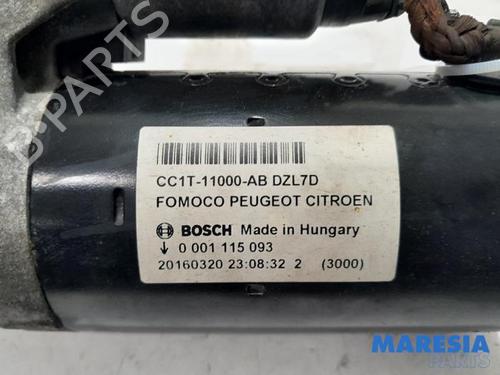 B-PARTS
CC1T-11000-AB DZL7D
FOMOCO PEUGEOT CITROEN
BOSCH Made in Hungary
0 001 115 093
20160320 23:08:32 2 (3000)
MARESIA
PARTS